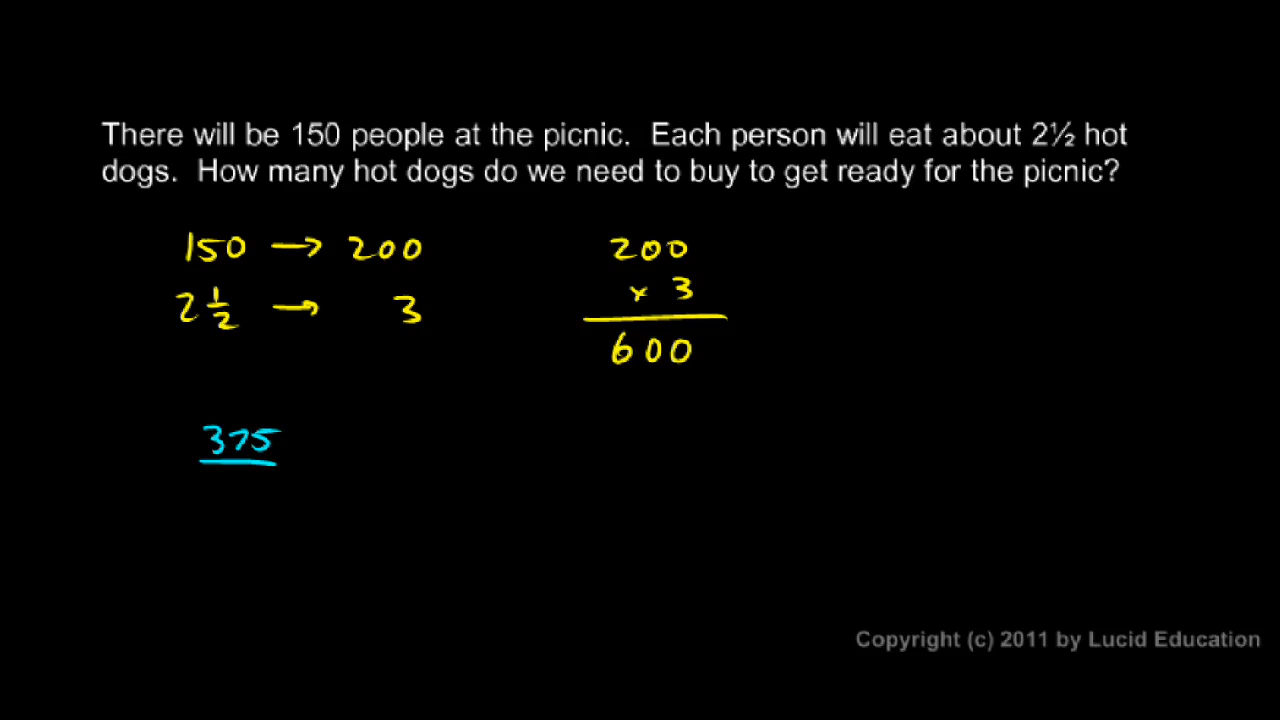 There will be 150 people at the picnic.  Each person will eat about 2½ hot
dogs.  How many hot dogs do we need to buy to get ready for the picnic?
150 → 200
2 1/2 → 3
200
x 3
600
375
Copyright (c) 2011 by Lucid Education